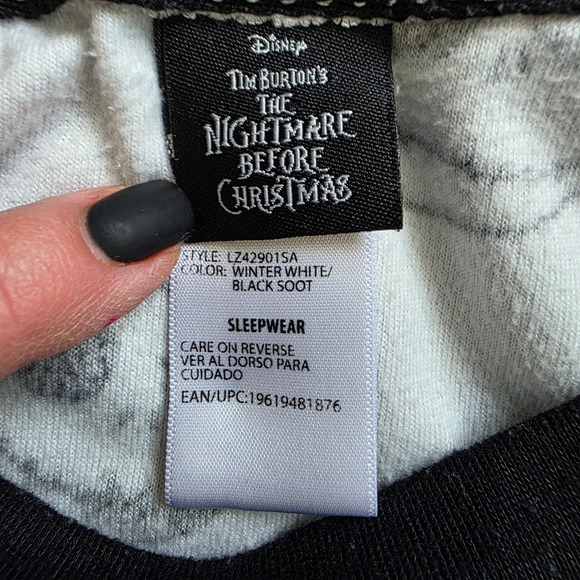 Disney
Tim Burton's
THE
NIGHTMARE
BEFORE
CHRISTMAS
STYLE: LZ42901SA
COLOR: WINTER WHITE/
BLACK SOOT
SLEEPWEAR
CARE ON REVERSE
VER AL DORSO PARA
CUIDADO
EAN/UPC:19619481876